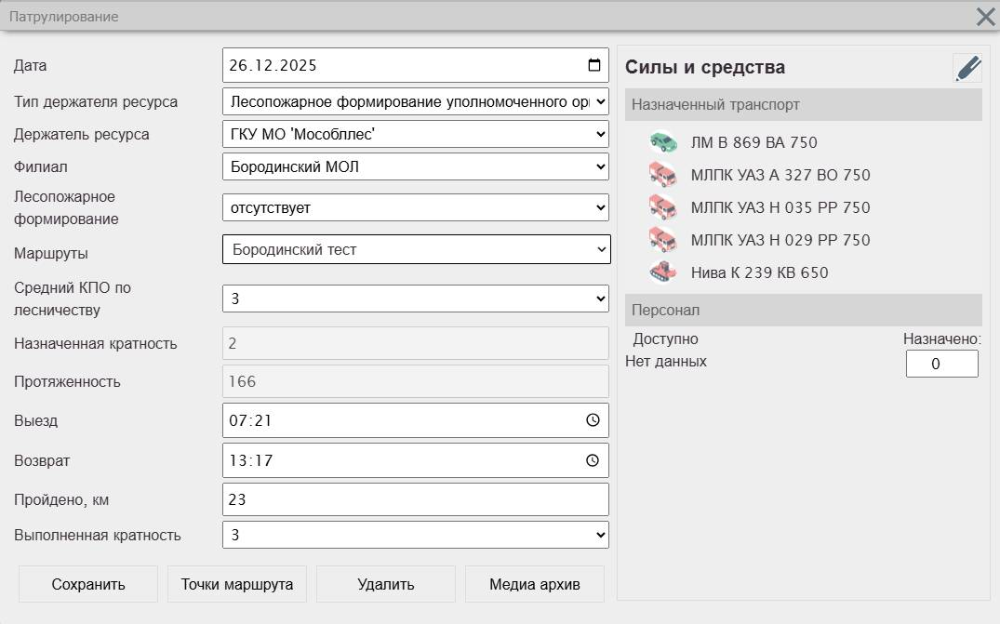 Патрулирование
Дата
26.12.2025
Тип держателя ресурса
Лесопожарное формирование уполномоченного орг
Держатель ресурса
ГКУ МО 'Мособллес'
Филиал
Бородинский МОЛ
Лесопожарное
формирование
отсутствует
Маршруты
Бородинский тест
Средний КПО по
лесничеству
3
Назначенная кратность
2
Протяженность
166
Выезд
07:21
Возврат
13:17
Пройдено, км
23
Выполненная кратность
3
Сохранить
Точки маршрута
Удалить
Медиа архив
Силы и средства
Назначенный транспорт
ЛМ В 869 ВА 750
МЛПК УАЗ А 327 ВО 750
МЛПК УАЗ Н 035 РР 750
МЛПК УАЗ Н 029 РР 750
Нива К 239 КВ 650
Персонал
Доступно
Назначено:
Нет данных
0